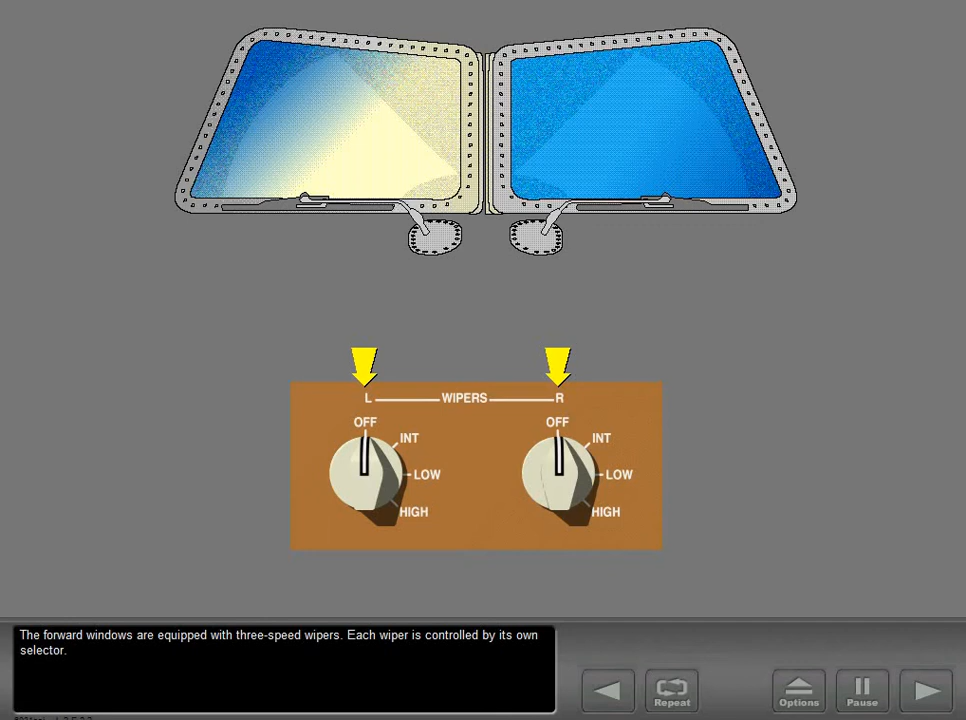 L WIPERS R
OFF OFF
INT INT
LOW LOW
HIGH HIGH
The forward windows are equipped with three-speed wipers. Each wiper is controlled by its own
selector.
Repeat Options Pause